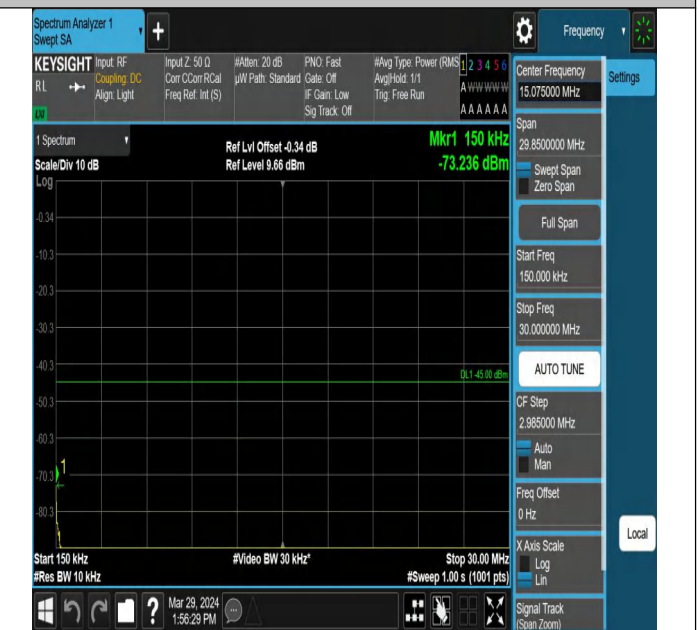 Spectrum Analyzer 1
Swept SA
+
Frequency
KEYSIGHT
RL
LXI
Input: RF
Coupling: DC
Align: Light
Input Z: 50 Ω
Corr CCorr RCal
Freq Ref: Int (S)
#Atten: 20 dB
µW Path: Standard
PNO: Fast
Gate: Off
IF Gain: Low
Sig Track: Off
#Avg Type: Power (RMS
Avg|Hold: 1/1
Trig: Free Run
1 2 3 4 5 6
A W W W W W
A A A A A A
1 Spectrum
Scale/Div 10 dB
Log
Ref Lvl Offset -0.34 dB
Ref Level 9.66 dBm
Mkr1 150 kHz
-73.236 dBm
-0.34
-10.3
-20.3
-30.3
-40.3
-50.3
-60.3
-70.3
-80.3
DL1 -45.00 dBm
1
Start 150 kHz
#Res BW 10 kHz
#Video BW 30 kHz*
Stop 30.00 MHz
#Sweep 1.00 s (1001 pts)
?
Mar 29, 2024
1:56:29 PM
Center Frequency
15.075000 MHz
Settings
Span
29.8500000 MHz
Swept Span
Zero Span
Full Span
Start Freq
150.000 kHz
Stop Freq
30.000000 MHz
AUTO TUNE
CF Step
2.985000 MHz
Auto
Man
Freq Offset
0 Hz
X Axis Scale
Log
Lin
Local
Signal Track
(Span Zoom)